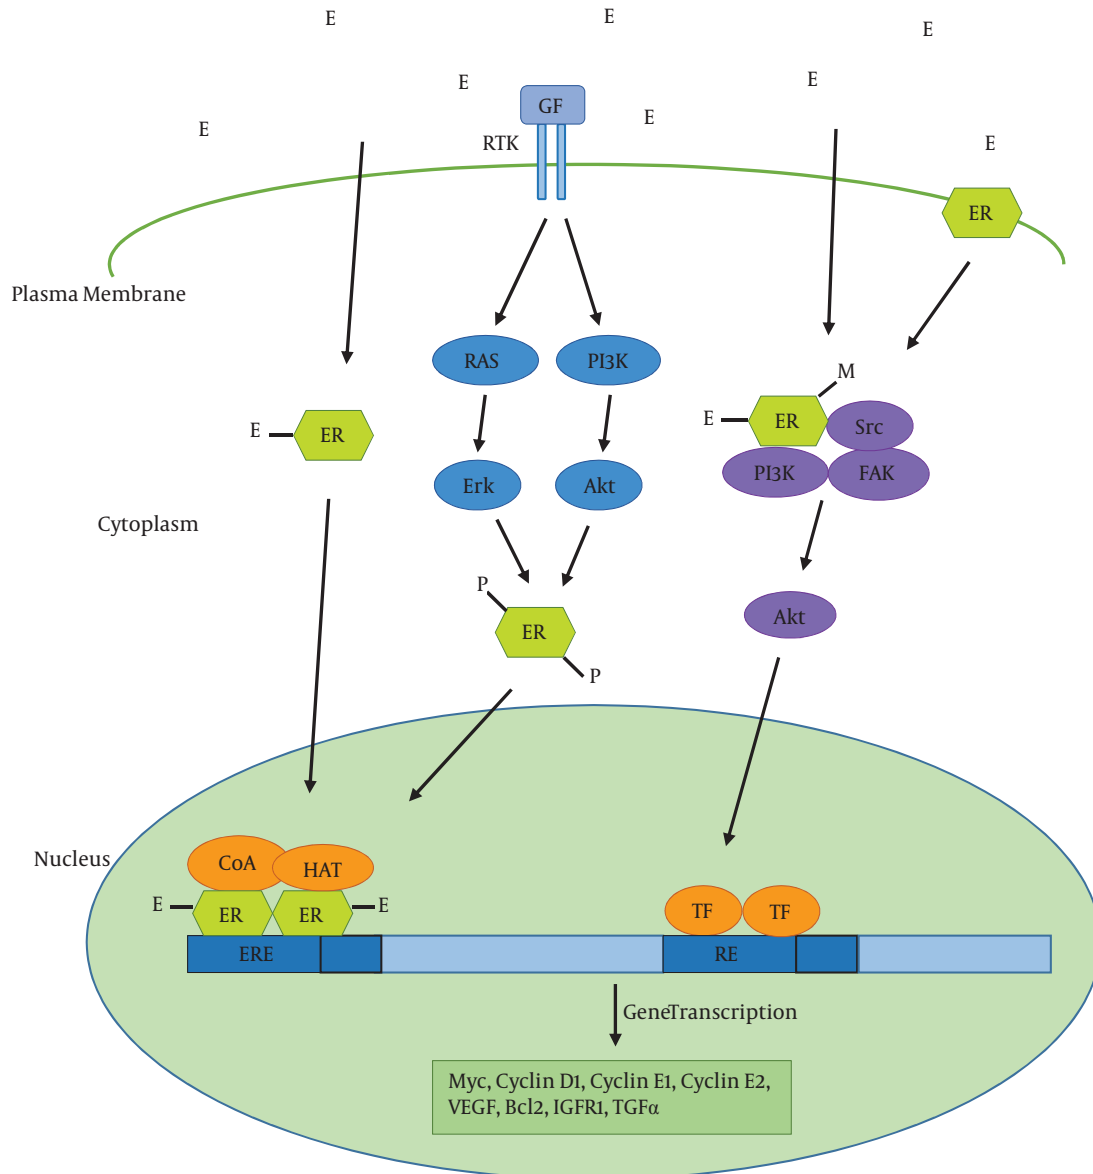 E
E
E
E
E
GF
E
E
RTK
E
ER
Plasma Membrane
RAS
PI3K
M
E
ER
E
ER
Src
PI3K
FAK
Erk
Akt
Cytoplasm
P
ER
P
Akt
Nucleus
CoA
HAT
E
ER
ER
E
TF
TF
ERE
RE
GeneTranscription
Myc, Cyclin D1, Cyclin E1, Cyclin E2,
VEGF, Bcl2, IGFR1, TGFα